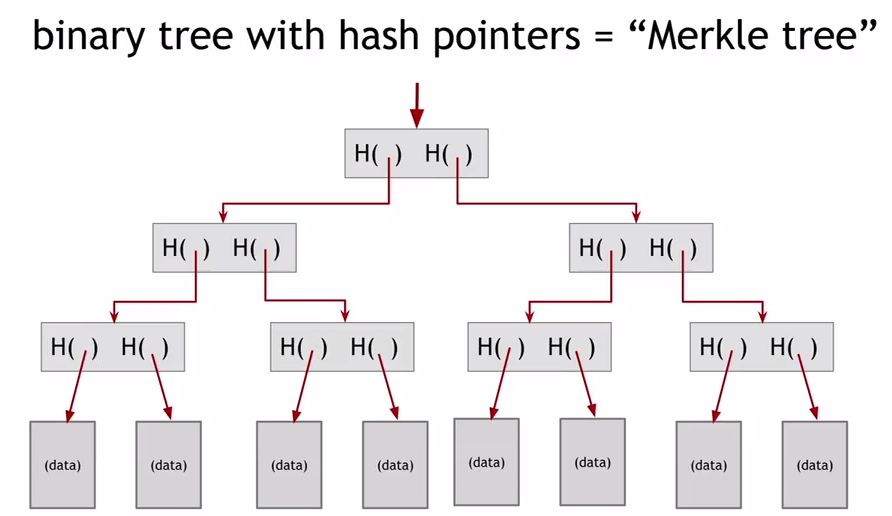 binary tree with hash pointers = “Merkle tree”
H( ) H( )
H( ) H( ) H( ) H( )
H( ) H( ) H( ) H( ) H( ) H( ) H( ) H( )
(data) (data) (data) (data) (data) (data) (data) (data)